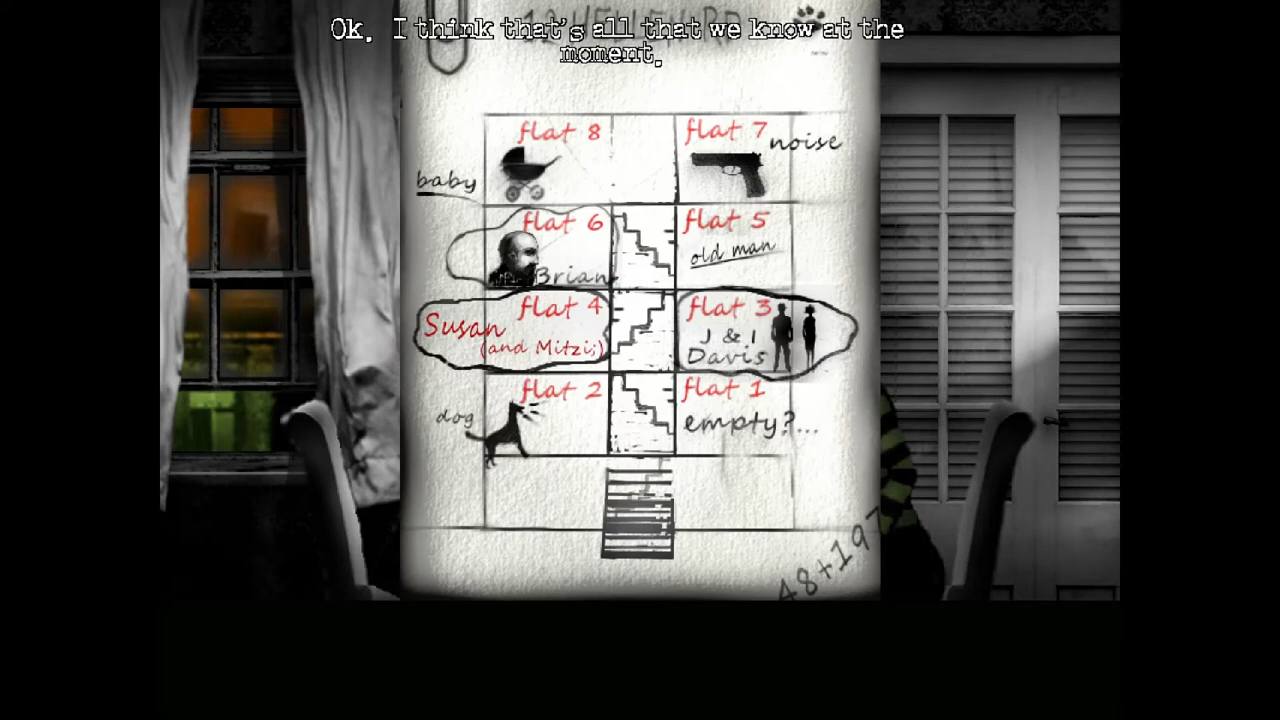 Ok. I think that's all that we know at the
moment.
flat 8
flat 7
noise
baby
flat 6
flat 5
old man
Brian
flat 4
flat 3
Susan
(and Mitzi;)
J & I
Davis
flat 2
flat 1
dog
empty?...
48+197